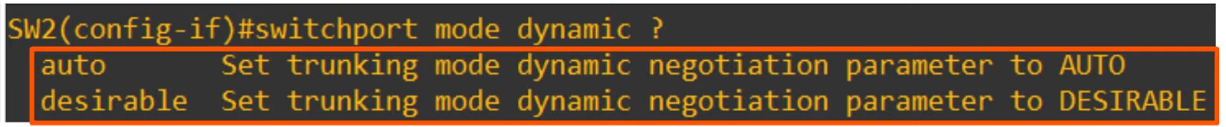 SW2(config-if)#switchport mode dynamic ?
auto Set trunking mode dynamic negotiation parameter to AUTO
desirable Set trunking mode dynamic negotiation parameter to DESIRABLE